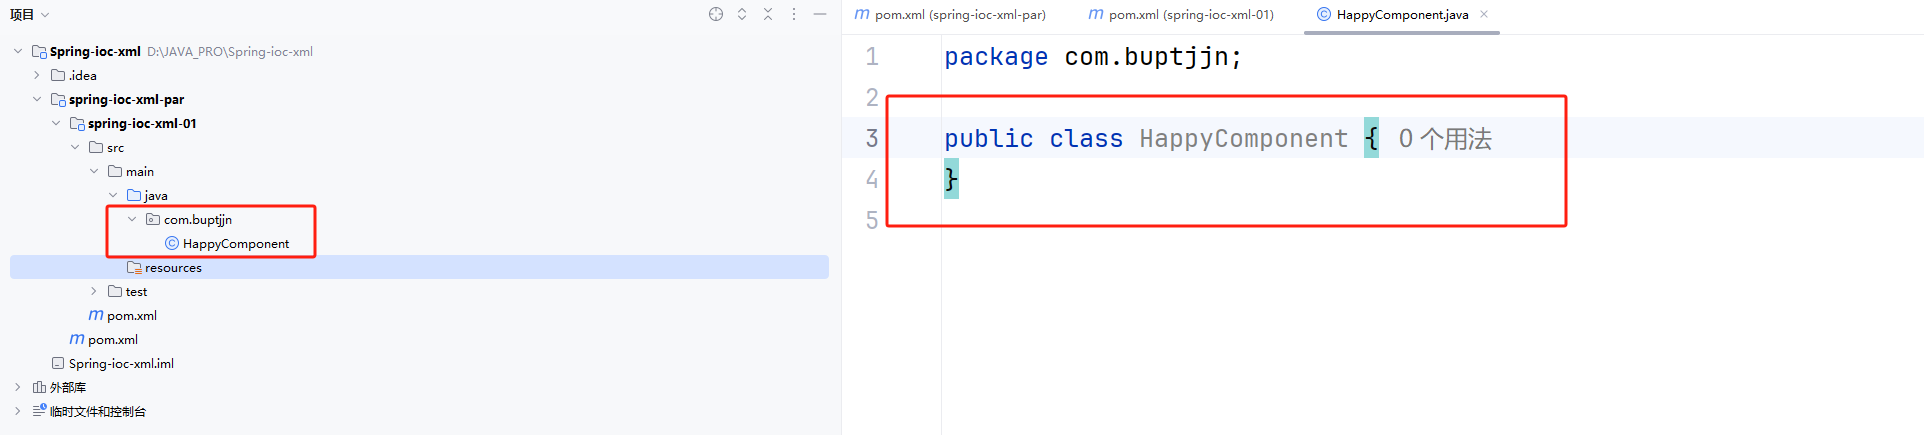 项目
Spring-ioc-xml D:\JAVA_PRO\Spring-ioc-xml
.idea
spring-ioc-xml-par
spring-ioc-xml-01
src
main
java
com.buptjjn
HappyComponent
resources
test
m pom.xml
m pom.xml
Spring-ioc-xml.iml
外部库
临时文件和控制台
m pom.xml (spring-ioc-xml-par) m pom.xml (spring-ioc-xml-01) C HappyComponent.java ×
1 package com.buptjjn;
2
3 public class HappyComponent { 0 个用法
4 }
5